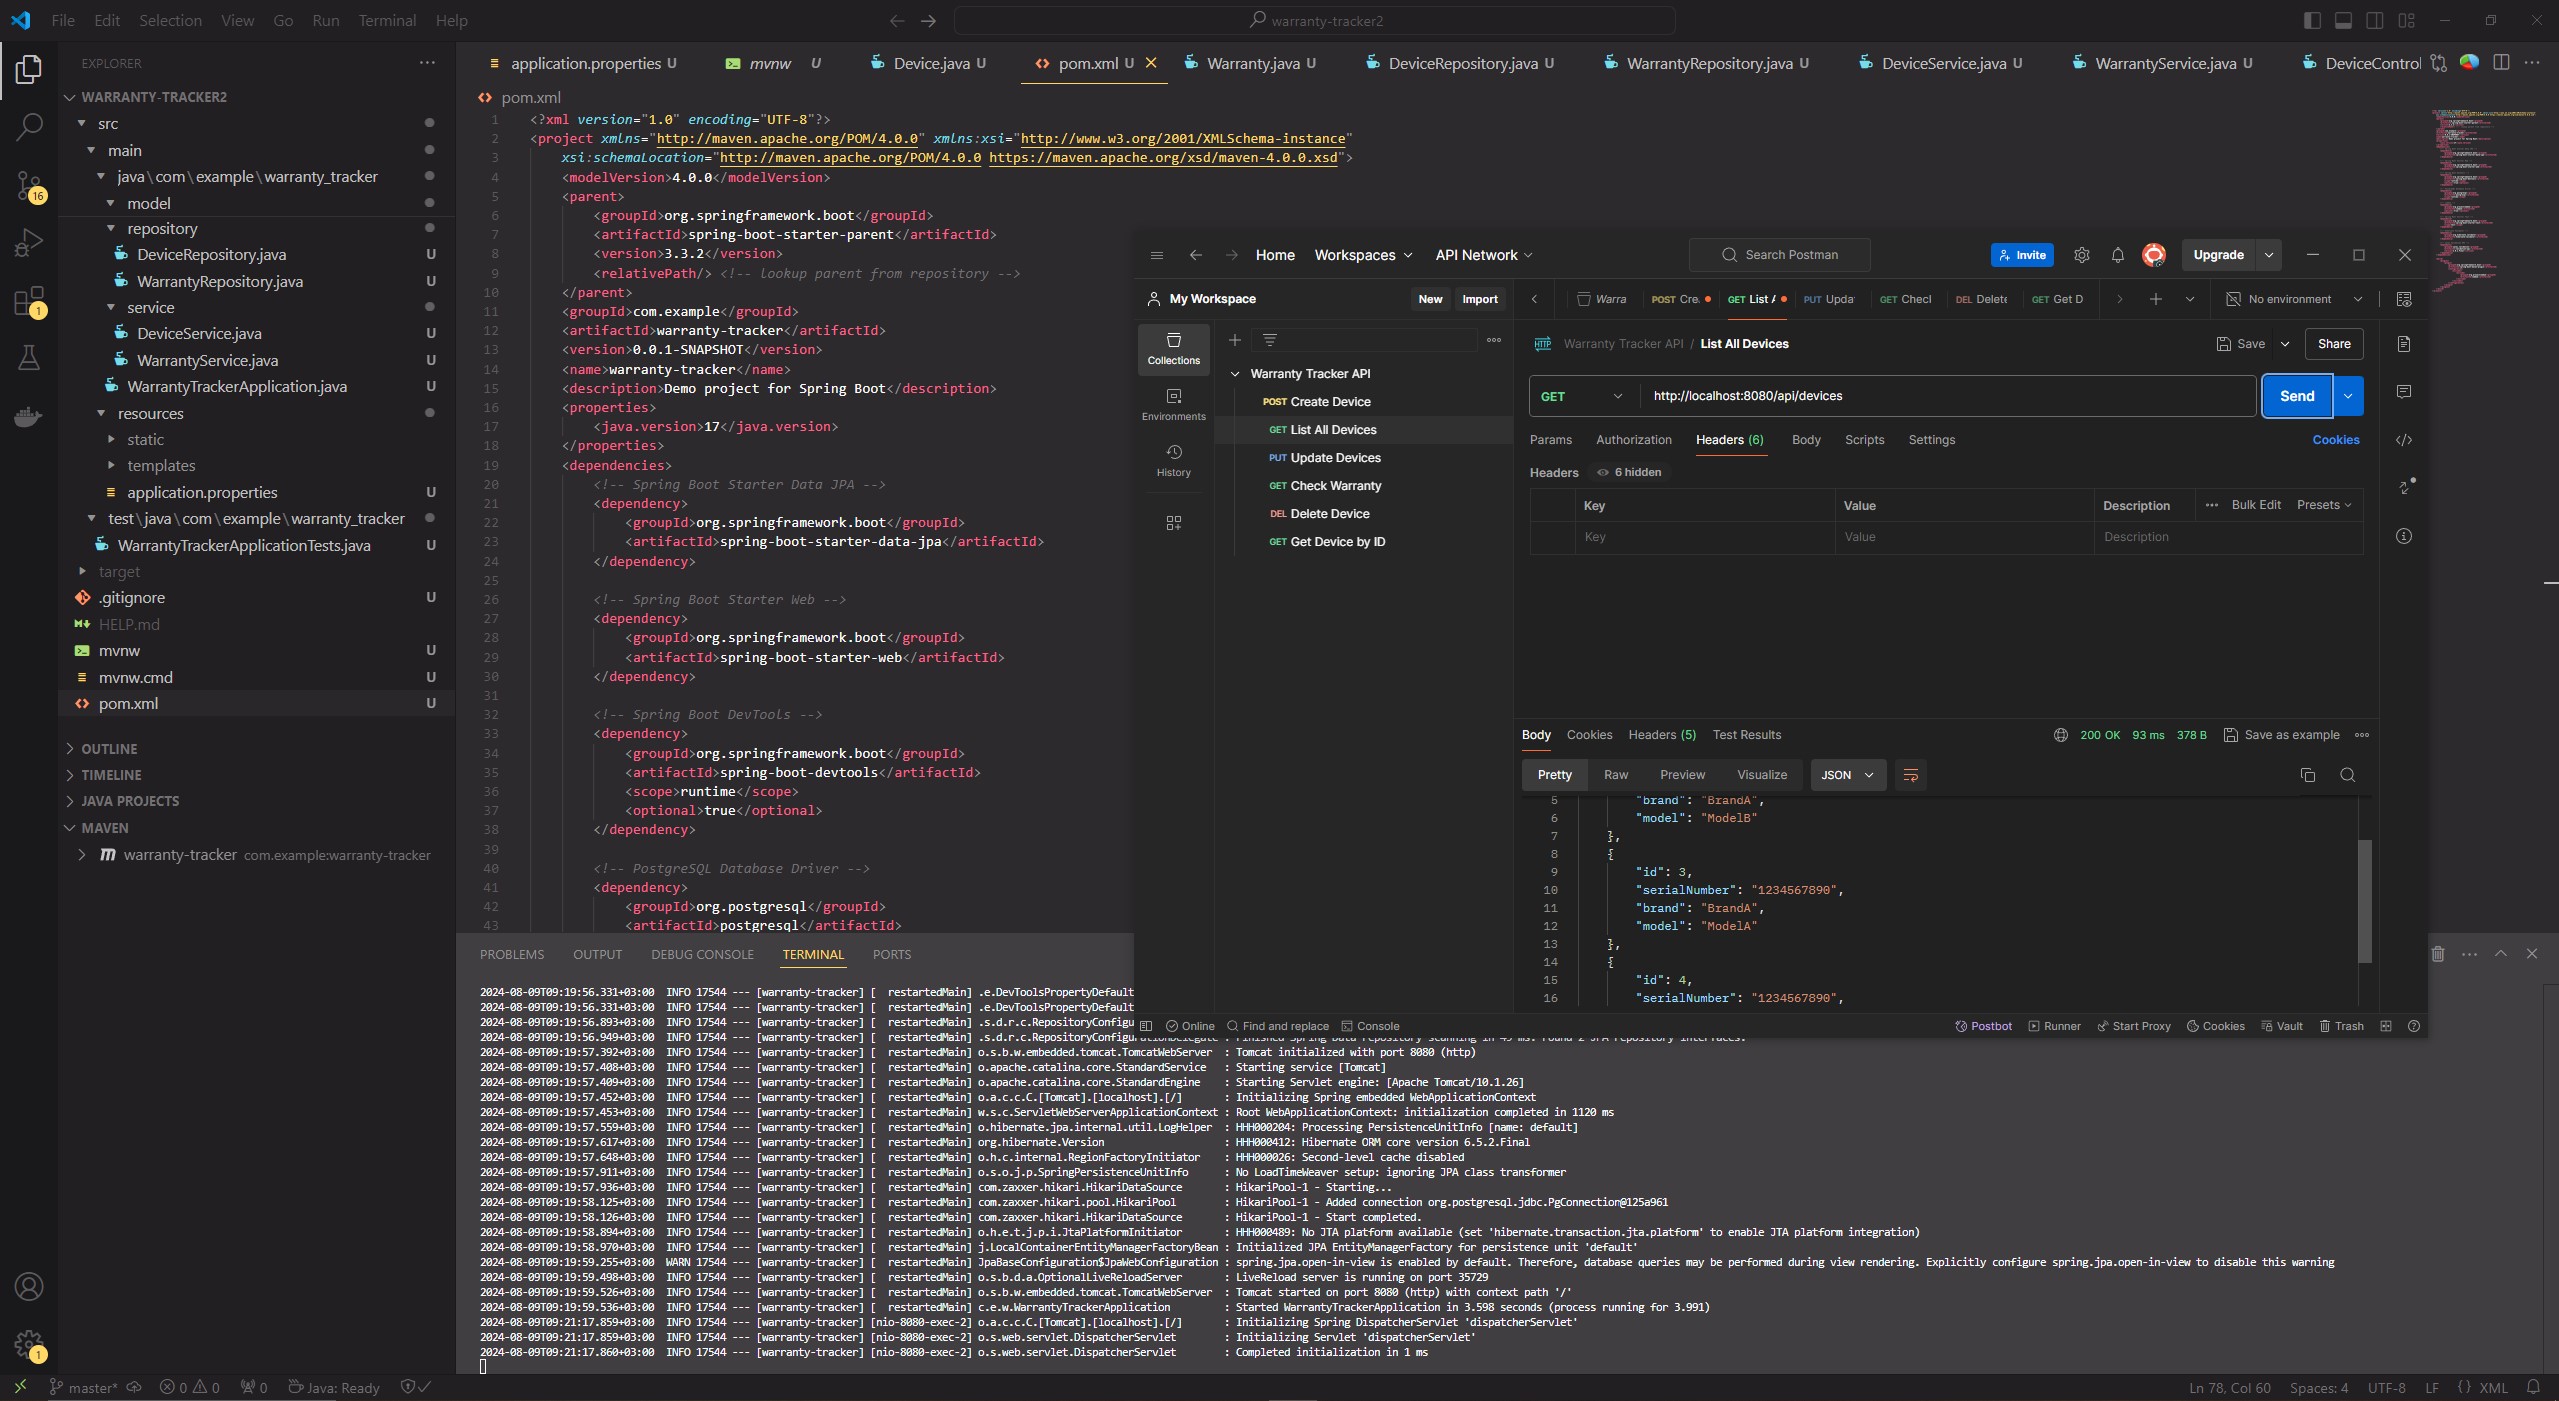 File Edit Selection View Go Run Terminal Help
warranty-tracker2
EXPLORER
WARRANTY-TRACKER2
src
main
java\com\example\warranty_tracker
model
repository
DeviceRepository.java U
WarrantyRepository.java U
service
DeviceService.java U
WarrantyService.java U
WarrantyTrackerApplication.java U
resources
static
templates
application.properties U
test\java\com\example\warranty_tracker
WarrantyTrackerApplicationTests.java U
target
.gitignore U
HELP.md
mvnw U
mvnw.cmd U
pom.xml U
OUTLINE
TIMELINE
JAVA PROJECTS
MAVEN
warranty-tracker com.example:warranty-tracker
16
1
1
application.properties U mvnw U Device.java U pom.xml U Warranty.java U DeviceRepository.java U WarrantyRepository.java U DeviceService.java U WarrantyService.java U DeviceControl
pom.xml
1 <?xml version="1.0" encoding="UTF-8"?>
2 <project xmlns="http://maven.apache.org/POM/4.0.0" xmlns:xsi="http://www.w3.org/2001/XMLSchema-instance"
3 xsi:schemaLocation="http://maven.apache.org/POM/4.0.0 https://maven.apache.org/xsd/maven-4.0.0.xsd">
4 <modelVersion>4.0.0</modelVersion>
5 <parent>
6 <groupId>org.springframework.boot</groupId>
7 <artifactId>spring-boot-starter-parent</artifactId>
8 <version>3.3.2</version>
9 <relativePath/> <!-- lookup parent from repository -->
10 </parent>
11 <groupId>com.example</groupId>
12 <artifactId>warranty-tracker</artifactId>
13 <version>0.0.1-SNAPSHOT</version>
14 <name>warranty-tracker</name>
15 <description>Demo project for Spring Boot</description>
16 <properties>
17 <java.version>17</java.version>
18 </properties>
19 <dependencies>
20 <!-- Spring Boot Starter Data JPA -->
21 <dependency>
22 <groupId>org.springframework.boot</groupId>
23 <artifactId>spring-boot-starter-data-jpa</artifactId>
24 </dependency>
25
26 <!-- Spring Boot Starter Web -->
27 <dependency>
28 <groupId>org.springframework.boot</groupId>
29 <artifactId>spring-boot-starter-web</artifactId>
30 </dependency>
31
32 <!-- Spring Boot DevTools -->
33 <dependency>
34 <groupId>org.springframework.boot</groupId>
35 <artifactId>spring-boot-devtools</artifactId>
36 <scope>runtime</scope>
37 <optional>true</optional>
38 </dependency>
39
40 <!-- PostgreSQL Database Driver -->
41 <dependency>
42 <groupId>org.postgresql</groupId>
43 <artifactId>postgresql</artifactId>
Home Workspaces API Network Search Postman Invite Upgrade
My Workspace New Import
Warra POST Cre. GET List A PUT Upda GET Checl DEL Delete GET Get D No environment
Collections
Environments
History
Warranty Tracker API
POST Create Device
GET List All Devices
PUT Update Devices
GET Check Warranty
DEL Delete Device
GET Get Device by ID
HTTP Warranty Tracker API / List All Devices Save Share
GET http://localhost:8080/api/devices Send
Params Authorization Headers (6) Body Scripts Settings Cookies
Headers 6 hidden
Key Value Description Bulk Edit Presets
Key Value Description
Body Cookies Headers (5) Test Results 200 OK 93 ms 378 B Save as example
Pretty Raw Preview Visualize JSON
5 "brand": "BrandA",
6 "model": "ModelB"
7 },
8 {
9 "id": 3,
10 "serialNumber": "1234567890",
11 "brand": "BrandA",
12 "model": "ModelA"
13 },
14 {
15 "id": 4,
16 "serialNumber": "1234567890",
Online Find and replace Console Postbot Runner Start Proxy Cookies Vault Trash
PROBLEMS OUTPUT DEBUG CONSOLE TERMINAL PORTS
2024-08-09T09:19:56.331+03:00 INFO 17544 --- [warranty-tracker] [ restartedMain] .e.DevToolsPropertyDefault
2024-08-09T09:19:56.331+03:00 INFO 17544 --- [warranty-tracker] [ restartedMain] .e.DevToolsPropertyDefault
2024-08-09T09:19:56.893+03:00 INFO 17544 --- [warranty-tracker] [ restartedMain] .s.d.r.c.RepositoryConfigu
2024-08-09T09:19:56.949+03:00 INFO 17544 --- [warranty-tracker] [ restartedMain] .s.d.r.c.RepositoryConfigurationDelegate : Finished Spring Data repository scanning in 45 ms. Found 2 JPA repository interfaces.
2024-08-09T09:19:57.392+03:00 INFO 17544 --- [warranty-tracker] [ restartedMain] o.s.b.w.embedded.tomcat.TomcatWebServer : Tomcat initialized with port 8080 (http)
2024-08-09T09:19:57.408+03:00 INFO 17544 --- [warranty-tracker] [ restartedMain] o.apache.catalina.core.StandardService : Starting service [Tomcat]
2024-08-09T09:19:57.409+03:00 INFO 17544 --- [warranty-tracker] [ restartedMain] o.apache.catalina.core.StandardEngine : Starting Servlet engine: [Apache Tomcat/10.1.26]
2024-08-09T09:19:57.452+03:00 INFO 17544 --- [warranty-tracker] [ restartedMain] o.a.c.c.C.[Tomcat].[localhost].[/] : Initializing Spring embedded WebApplicationContext
2024-08-09T09:19:57.453+03:00 INFO 17544 --- [warranty-tracker] [ restartedMain] w.s.c.ServletWebServerApplicationContext : Root WebApplicationContext: initialization completed in 1120 ms
2024-08-09T09:19:57.559+03:00 INFO 17544 --- [warranty-tracker] [ restartedMain] o.hibernate.jpa.internal.util.LogHelper : HHH000204: Processing PersistenceUnitInfo [name: default]
2024-08-09T09:19:57.617+03:00 INFO 17544 --- [warranty-tracker] [ restartedMain] org.hibernate.Version : HHH000412: Hibernate ORM core version 6.5.2.Final
2024-08-09T09:19:57.648+03:00 INFO 17544 --- [warranty-tracker] [ restartedMain] o.h.c.internal.RegionFactoryInitiator : HHH000026: Second-level cache disabled
2024-08-09T09:19:57.911+03:00 INFO 17544 --- [warranty-tracker] [ restartedMain] o.s.o.j.p.SpringPersistenceUnitInfo : No LoadTimeWeaver setup: ignoring JPA class transformer
2024-08-09T09:19:57.936+03:00 INFO 17544 --- [warranty-tracker] [ restartedMain] com.zaxxer.hikari.HikariDataSource : HikariPool-1 - Starting...
2024-08-09T09:19:58.125+03:00 INFO 17544 --- [warranty-tracker] [ restartedMain] com.zaxxer.hikari.pool.HikariPool : HikariPool-1 - Added connection org.postgresql.jdbc.PgConnection@125a961
2024-08-09T09:19:58.126+03:00 INFO 17544 --- [warranty-tracker] [ restartedMain] com.zaxxer.hikari.HikariDataSource : HikariPool-1 - Start completed.
2024-08-09T09:19:58.894+03:00 INFO 17544 --- [warranty-tracker] [ restartedMain] o.h.e.t.j.p.i.JtaPlatformInitiator : HHH000489: No JTA platform available (set 'hibernate.transaction.jta.platform' to enable JTA platform integration)
2024-08-09T09:19:58.970+03:00 INFO 17544 --- [warranty-tracker] [ restartedMain] j.LocalContainerEntityManagerFactoryBean : Initialized JPA EntityManagerFactory for persistence unit 'default'
2024-08-09T09:19:59.255+03:00 WARN 17544 --- [warranty-tracker] [ restartedMain] JpaBaseConfiguration$JpaWebConfiguration : spring.jpa.open-in-view is enabled by default. Therefore, database queries may be performed during view rendering. Explicitly configure spring.jpa.open-in-view to disable this warning
2024-08-09T09:19:59.498+03:00 INFO 17544 --- [warranty-tracker] [ restartedMain] o.s.b.d.a.OptionalLiveReloadServer : LiveReload server is running on port 35729
2024-08-09T09:19:59.526+03:00 INFO 17544 --- [warranty-tracker] [ restartedMain] o.s.b.w.embedded.tomcat.TomcatWebServer : Tomcat started on port 8080 (http) with context path '/'
2024-08-09T09:19:59.536+03:00 INFO 17544 --- [warranty-tracker] [ restartedMain] c.e.w.WarrantyTrackerApplication : Started WarrantyTrackerApplication in 3.598 seconds (process running for 3.991)
2024-08-09T09:21:17.859+03:00 INFO 17544 --- [warranty-tracker] [nio-8080-exec-2] o.a.c.c.C.[Tomcat].[localhost].[/] : Initializing Spring DispatcherServlet 'dispatcherServlet'
2024-08-09T09:21:17.859+03:00 INFO 17544 --- [warranty-tracker] [nio-8080-exec-2] o.s.web.servlet.DispatcherServlet : Initializing Servlet 'dispatcherServlet'
2024-08-09T09:21:17.860+03:00 INFO 17544 --- [warranty-tracker] [nio-8080-exec-2] o.s.web.servlet.DispatcherServlet : Completed initialization in 1 ms
master* 0 0 0 Java: Ready Ln 78, Col 60 Spaces: 4 UTF-8 LF {} XML